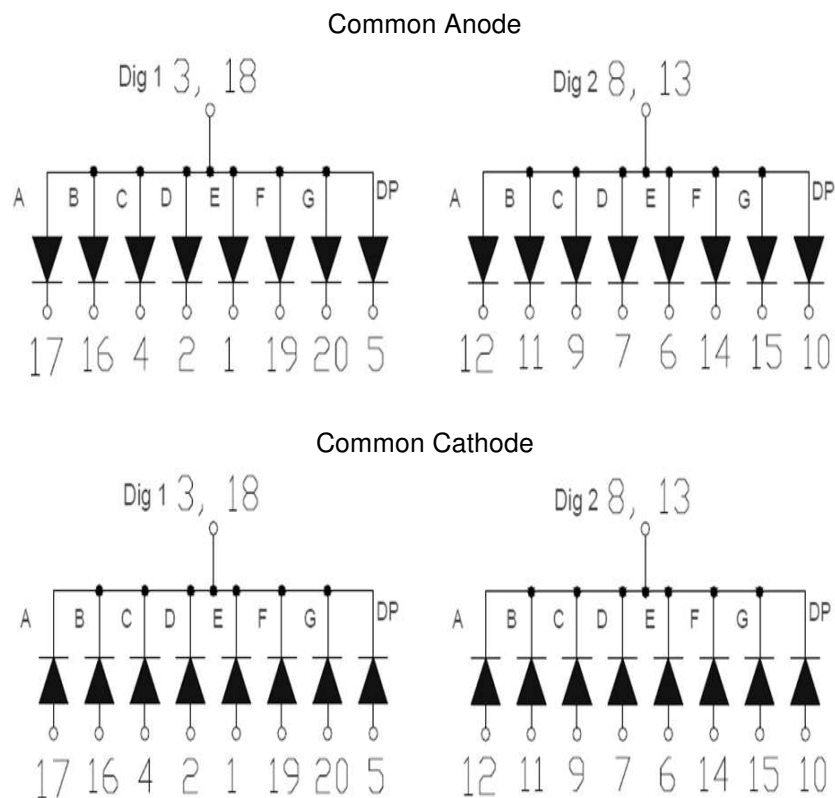 Common Anode
Dig 1 3, 18 Dig 2 8, 13
A B C D E F G DP A B C D E F G DP
17 16 4 2 1 19 20 5 12 11 9 7 6 14 15 10
Common Cathode
Dig 1 3, 18 Dig 2 8, 13
A B C D E F G DP A B C D E F G DP
17 16 4 2 1 19 20 5 12 11 9 7 6 14 15 10